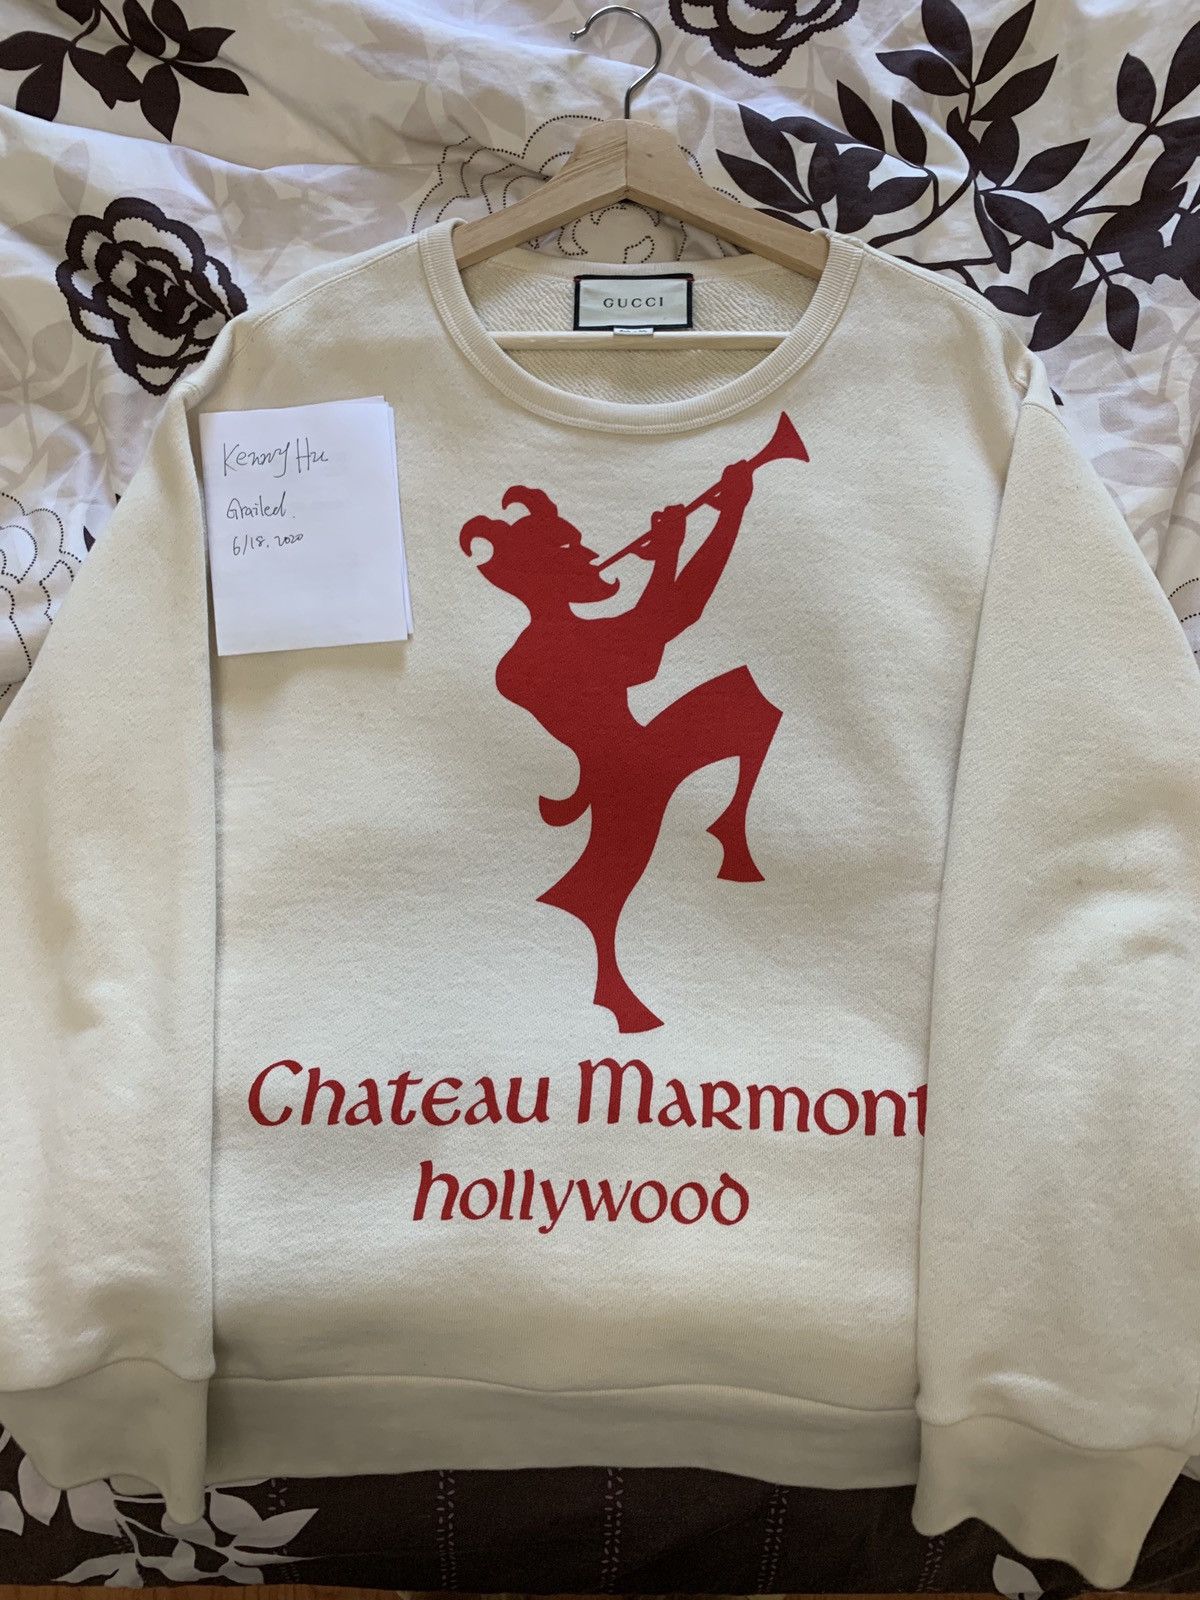 GUCCI
Kenny Hu
Grailed.
6/18, 2020
Chateau Marmont
hollywood